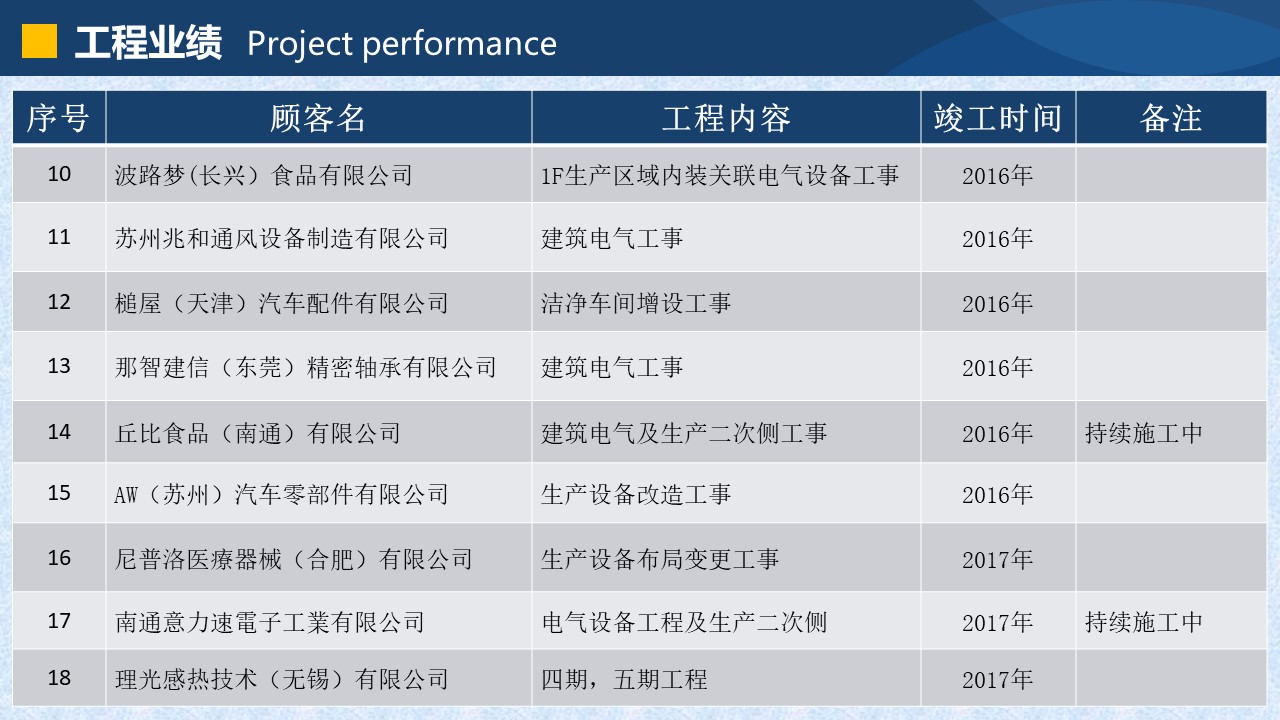 工程业绩 Project performance
序号 顾客名 工程内容 竣工时间 备注
10 波路梦(长兴）食品有限公司 1F生产区域内装关联电气设备工事 2016年
11 苏州兆和通风设备制造有限公司 建筑电气工事 2016年
12 槌屋（天津）汽车配件有限公司 洁净车间增设工事 2016年
13 那智建信（东莞）精密轴承有限公司 建筑电气工事 2016年
14 丘比食品（南通）有限公司 建筑电气及生产二次侧工事 2016年 持续施工中
15 AW（苏州）汽车零部件有限公司 生产设备改造工事 2016年
16 尼普洛医療器械（合肥）有限公司 生产设备布局变更工事 2017年
17 南通意力速電子工業有限公司 电气设备工程及生产二次侧 2017年 持续施工中
18 理光感热技术（无锡）有限公司 四期，五期工程 2017年